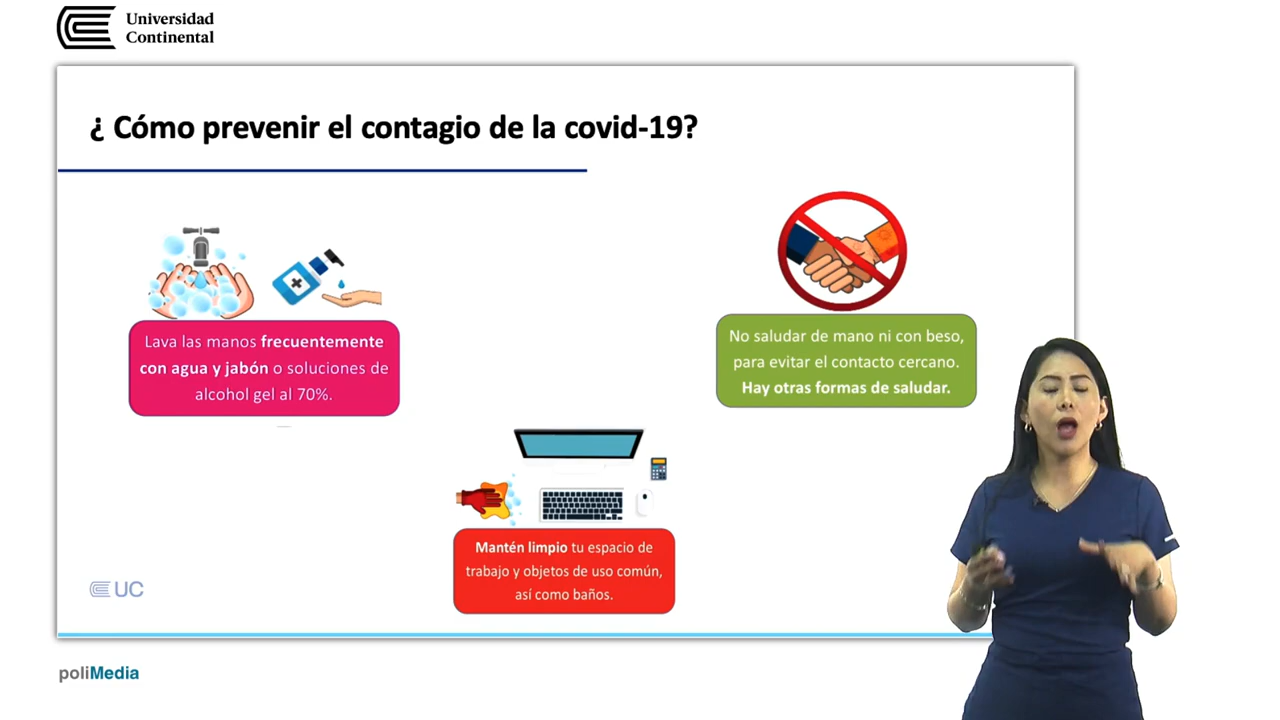 Universidad
Continental
¿ Cómo prevenir el contagio de la covid-19?
Lava las manos frecuentemente
con agua y jabón o soluciones de
alcohol gel al 70%.
No saludar de mano ni con beso,
para evitar el contacto cercano.
Hay otras formas de saludar.
Mantén limpio tu espacio de
trabajo y objetos de uso común,
así como baños.
UC
poliMedia